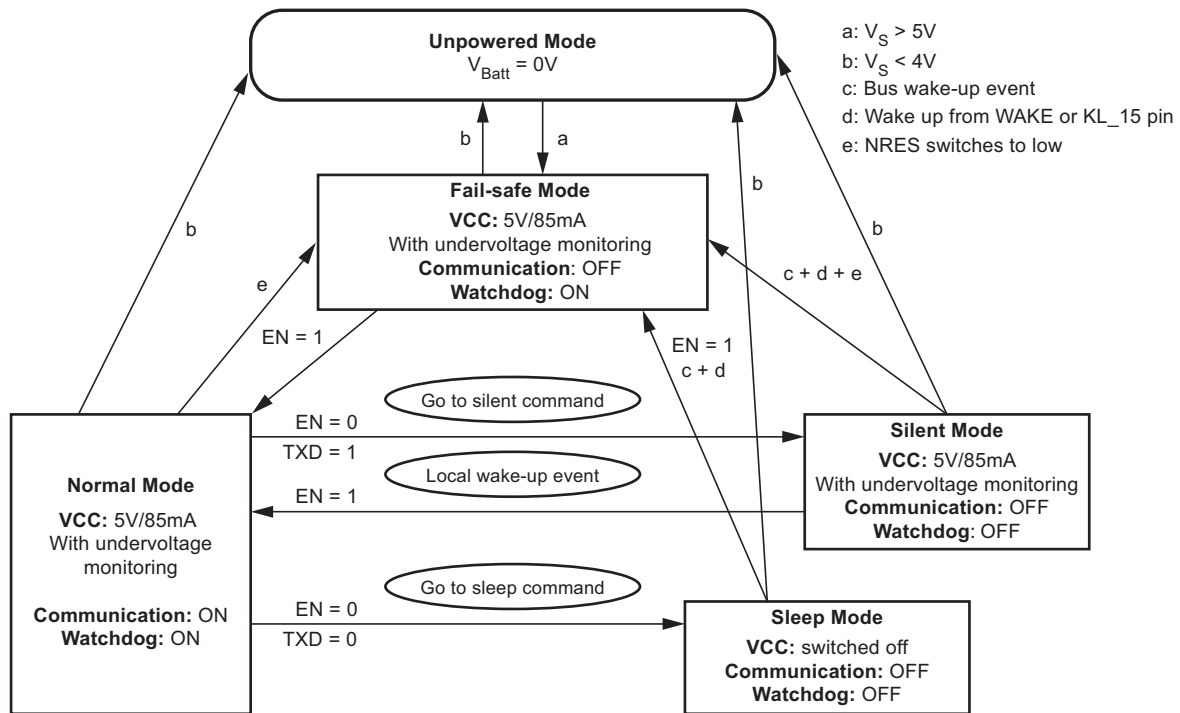 Unpowered Mode
V_Batt = 0V
a: V_S > 5V
b: V_S < 4V
c: Bus wake-up event
d: Wake up from WAKE or KL_15 pin
e: NRES switches to low
b
a
b
b
b
Fail-safe Mode
VCC: 5V/85mA
With undervoltage monitoring
Communication: OFF
Watchdog: ON
e
c + d + e
EN = 1
EN = 1
c + d
Go to silent command
EN = 0
TXD = 1
Local wake-up event
EN = 1
Go to sleep command
EN = 0
TXD = 0
Normal Mode
VCC: 5V/85mA
With undervoltage
monitoring
Communication: ON
Watchdog: ON
Silent Mode
VCC: 5V/85mA
With undervoltage monitoring
Communication: OFF
Watchdog: OFF
Sleep Mode
VCC: switched off
Communication: OFF
Watchdog: OFF